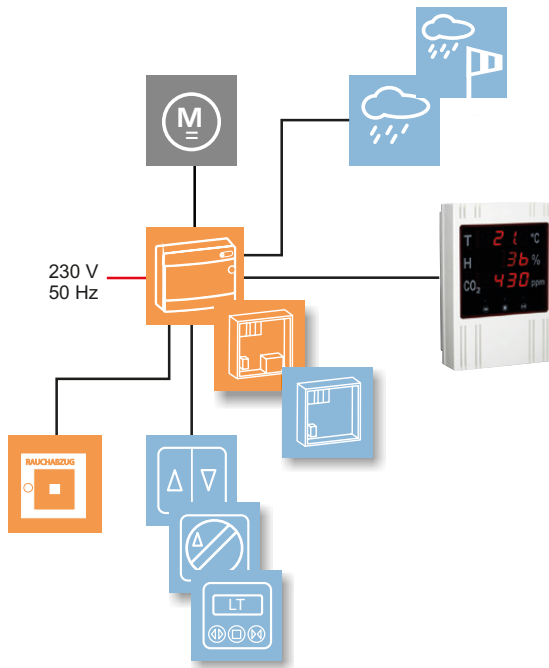 M
230 V
50 Hz
T 21 °C
H 36 %
CO₂ 430 ppm
RAUCHABZUG
LT